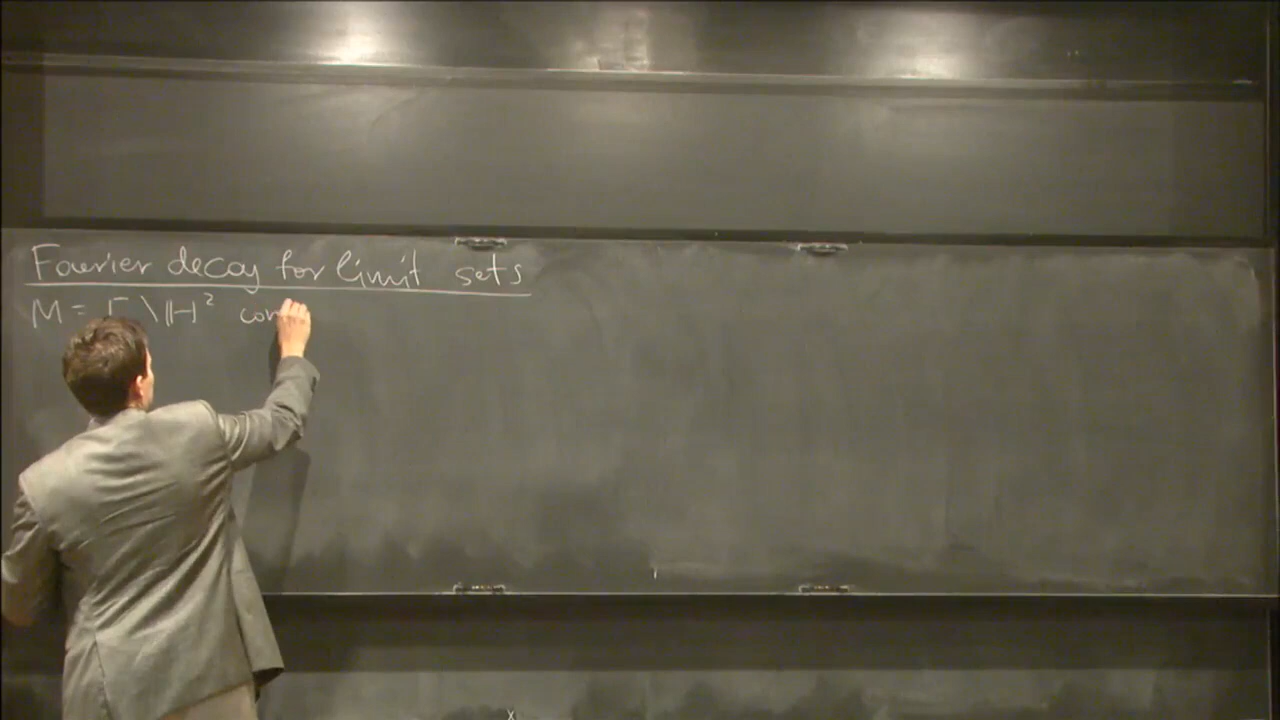 Fourier decay for limit sets
M = Γ \ ℍ²